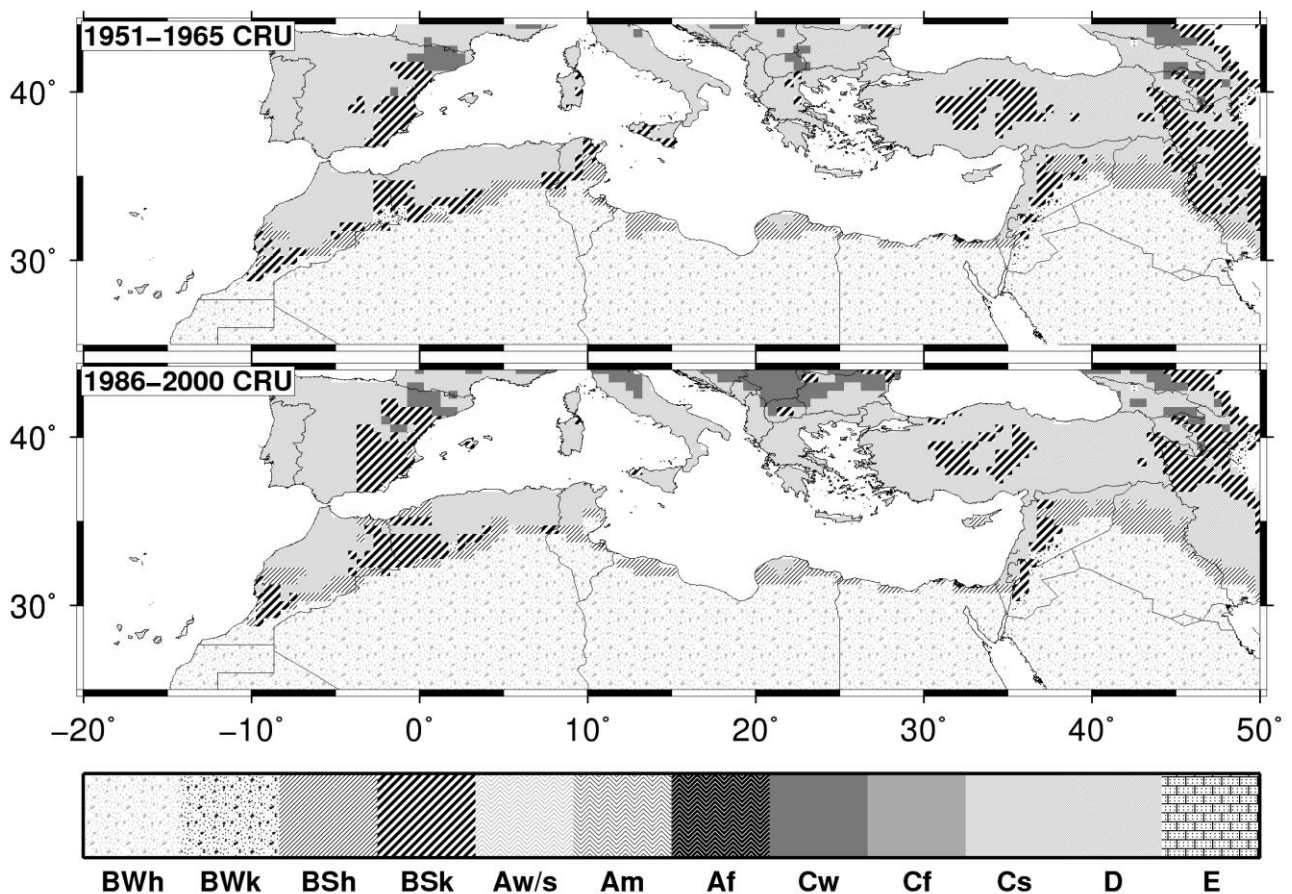 1951−1965 CRU
40˚
30˚
1986−2000 CRU
40˚
30˚
−20˚ −10˚ 0˚ 10˚ 20˚ 30˚ 40˚ 50˚
BWh BWk BSh BSk Aw/s Am Af Cw Cf Cs D E